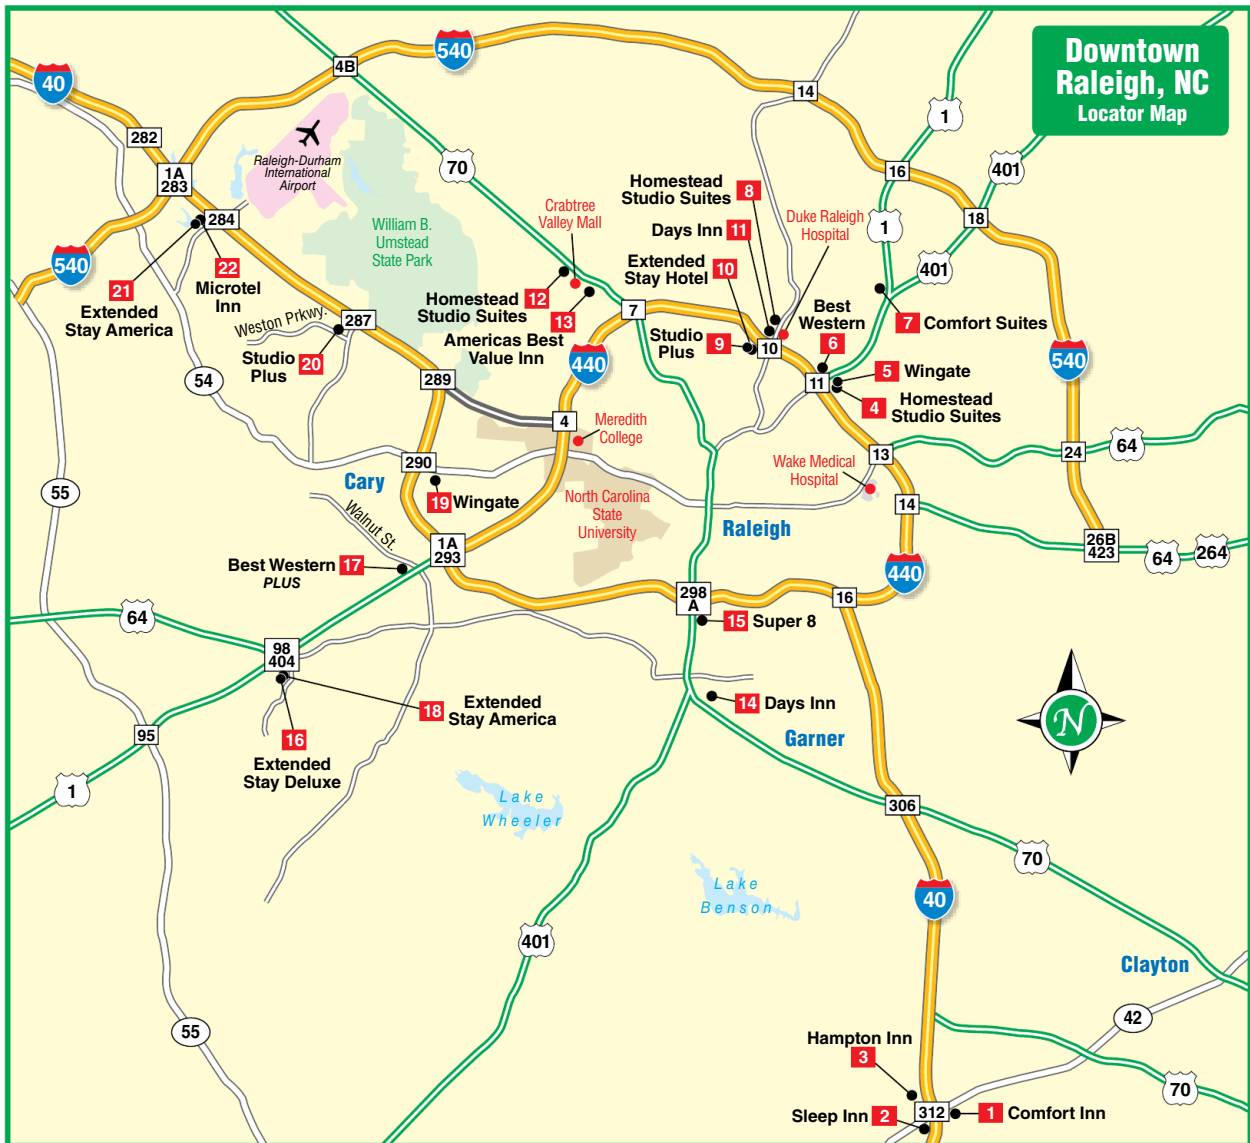 Downtown
Raleigh, NC
Locator Map
540
4B
40
14
1
282
70
16
401
1A
283
Raleigh-Durham
International
Airport
Homestead
Studio Suites 8
Crabtree
Valley Mall
Duke Raleigh
Hospital
18
284
William B.
Umstead
State Park
Days Inn 11
1
540
22
Microtel
Inn
21
Extended
Stay America
Extended
Stay Hotel 10
401
Homestead 12
Studio Suites
13
Americas Best
Value Inn
7
Best
Western
6
7 Comfort Suites
Weston Prkwy.
287
Studio
Plus 20
Studio
Plus 9
10
440
540
5 Wingate
11
4 Homestead
Studio Suites
54
289
4
Meredith
College
13
24
64
290
Cary
19 Wingate
Wake Medical
Hospital
55
North Carolina
State
University
14
Raleigh
Walnut St.
1A
293
26B
423
64
264
Best Western 17
PLUS
440
298
A
16
64
15 Super 8
98
404
18 Extended
Stay America
14 Days Inn
95
16
Extended
Stay Deluxe
Garner
N
1
Lake
Wheeler
306
70
Lake
Benson
40
401
Clayton
55
42
Hampton Inn
3
70
Sleep Inn 2
312
1 Comfort Inn